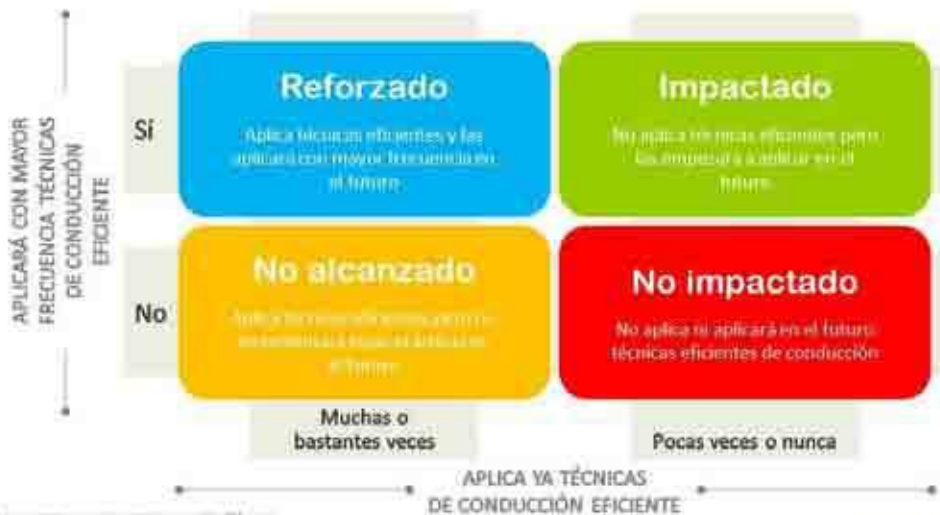 APLICARÁ CON MAYOR
FRECUENCIA TÉCNICAS
DE CONDUCCIÓN
EFICIENTE
Sí
Reforzado
Aplica técnicas eficientes y las
aplicará con mayor frecuencia en
el futuro
Impactado
No aplica técnicas eficientes pero
las empezará a aplicar en el
futuro
No
No alcanzado
el futuro
No impactado
No aplica ni aplicará en el futuro
técnicas eficientes de conducción
Muchas o
bastantes veces
Pocas veces o nunca
APLICA YA TÉCNICAS
DE CONDUCCIÓN EFICIENTE